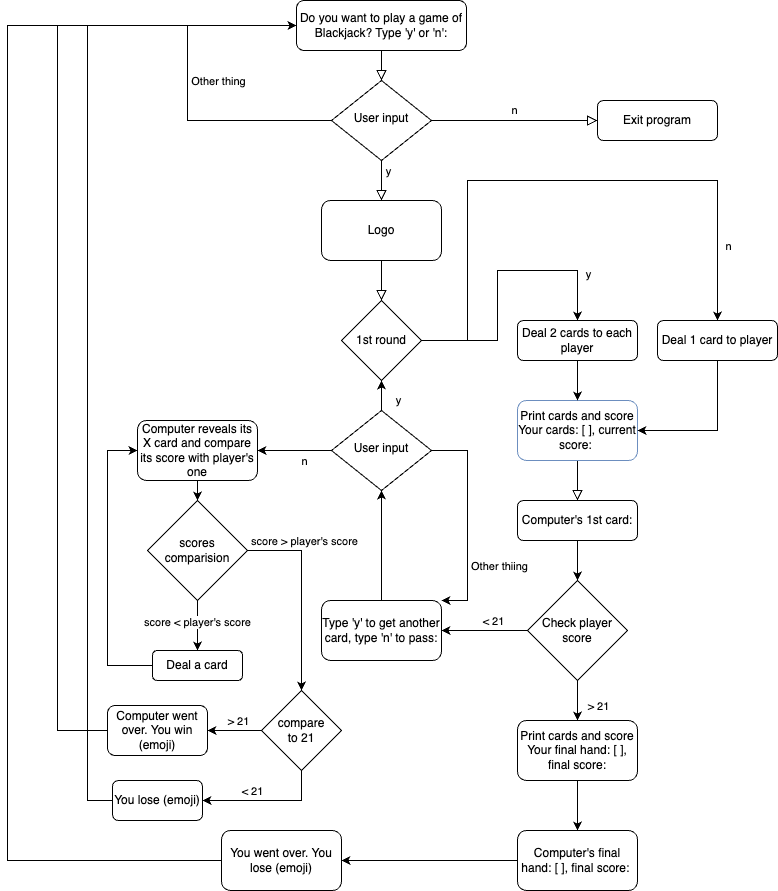 Do you want to play a game of
Blackjack? Type 'y' or 'n':
Other thing
User input
n
Exit program
y
Logo
n
y
1st round
Deal 2 cards to each
player
Deal 1 card to player
y
Print cards and score
Your cards: [ ], current
score:
Computer reveals its
X card and compare
its score with player's
one
n
User input
Computer's 1st card:
scores
comparision
score > player's score
Other thiing
score < player's score
Type 'y' to get another
card, type 'n' to pass:
< 21
Check player
score
Deal a card
> 21
Computer went
over. You win
(emoji)
> 21
compare
to 21
Print cards and score
Your final hand: [ ],
final score:
You lose (emoji)
< 21
You went over. You
lose (emoji)
Computer's final
hand: [ ], final score: